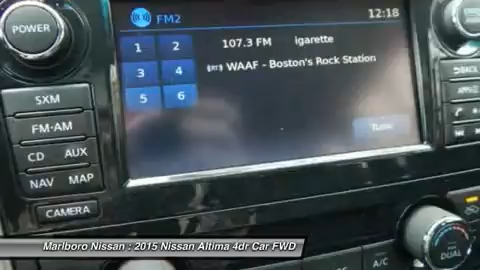 POWER
FM2
12:18
1 2
107.3 FM igarette
WAAF - Boston's Rock Station
3 4
5 6
Tune
SXM
FM·AM
CD AUX
NAV MAP
CAMERA
BACK
A/C
DUAL
Marlboro Nissan : 2015 Nissan Altima 4dr Car FWD